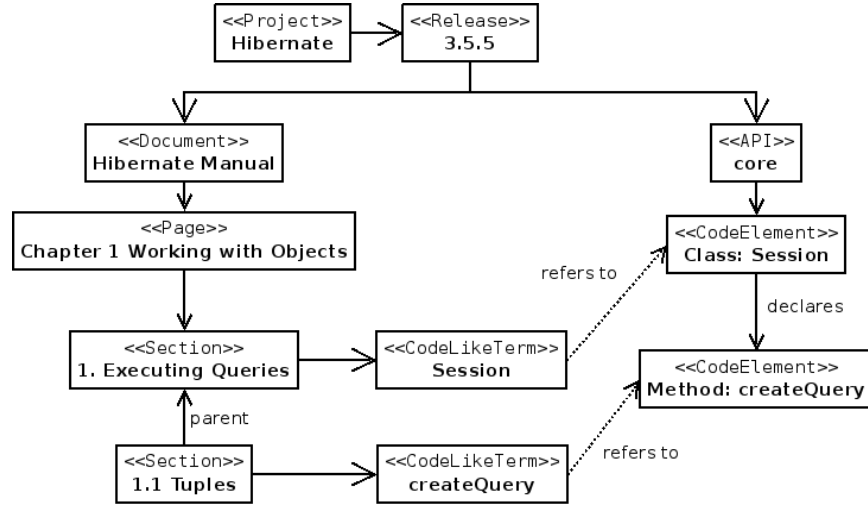 <<Project>>
Hibernate
<<Release>>
3.5.5
<<Document>>
Hibernate Manual
<<API>>
core
<<Page>>
Chapter 1 Working with Objects
<<CodeElement>>
Class: Session
refers to
declares
<<Section>>
1. Executing Queries
<<CodeLikeTerm>>
Session
<<CodeElement>>
Method: createQuery
parent
<<Section>>
1.1 Tuples
<<CodeLikeTerm>>
createQuery
refers to